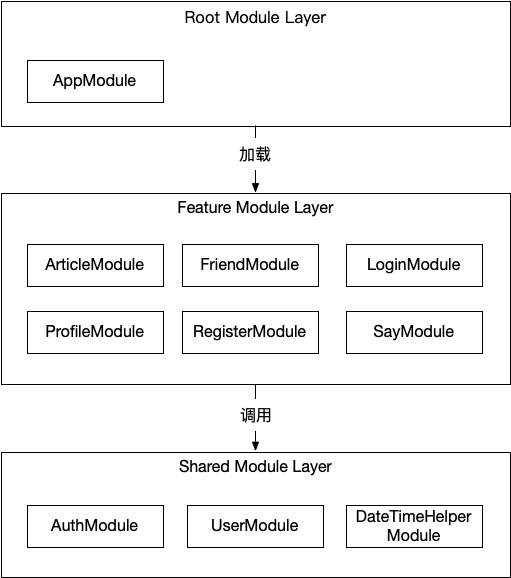 Root Module Layer
AppModule
加载
Feature Module Layer
ArticleModule
FriendModule
LoginModule
ProfileModule
RegisterModule
SayModule
调用
Shared Module Layer
AuthModule
UserModule
DateTimeHelper
Module